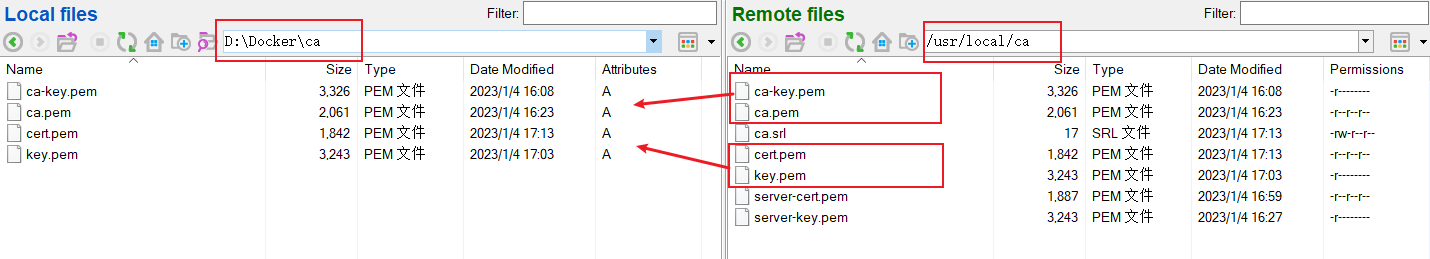 Local files
Filter:
D:\Docker\ca
Name Size Type Date Modified Attributes
ca-key.pem 3,326 PEM 文件 2023/1/4 16:08 A
ca.pem 2,061 PEM 文件 2023/1/4 16:23 A
cert.pem 1,842 PEM 文件 2023/1/4 17:13 A
key.pem 3,243 PEM 文件 2023/1/4 17:03 A
Remote files
Filter:
/usr/local/ca
Name Size Type Date Modified Permissions
ca-key.pem 3,326 PEM 文件 2023/1/4 16:08 -r--------
ca.pem 2,061 PEM 文件 2023/1/4 16:23 -r--r--r--
ca.srl 17 SRL 文件 2023/1/4 17:13 -rw-r--r--
cert.pem 1,842 PEM 文件 2023/1/4 17:13 -r--r--r--
key.pem 3,243 PEM 文件 2023/1/4 17:03 -r--------
server-cert.pem 1,887 PEM 文件 2023/1/4 16:59 -r--r--r--
server-key.pem 3,243 PEM 文件 2023/1/4 16:27 -r--------